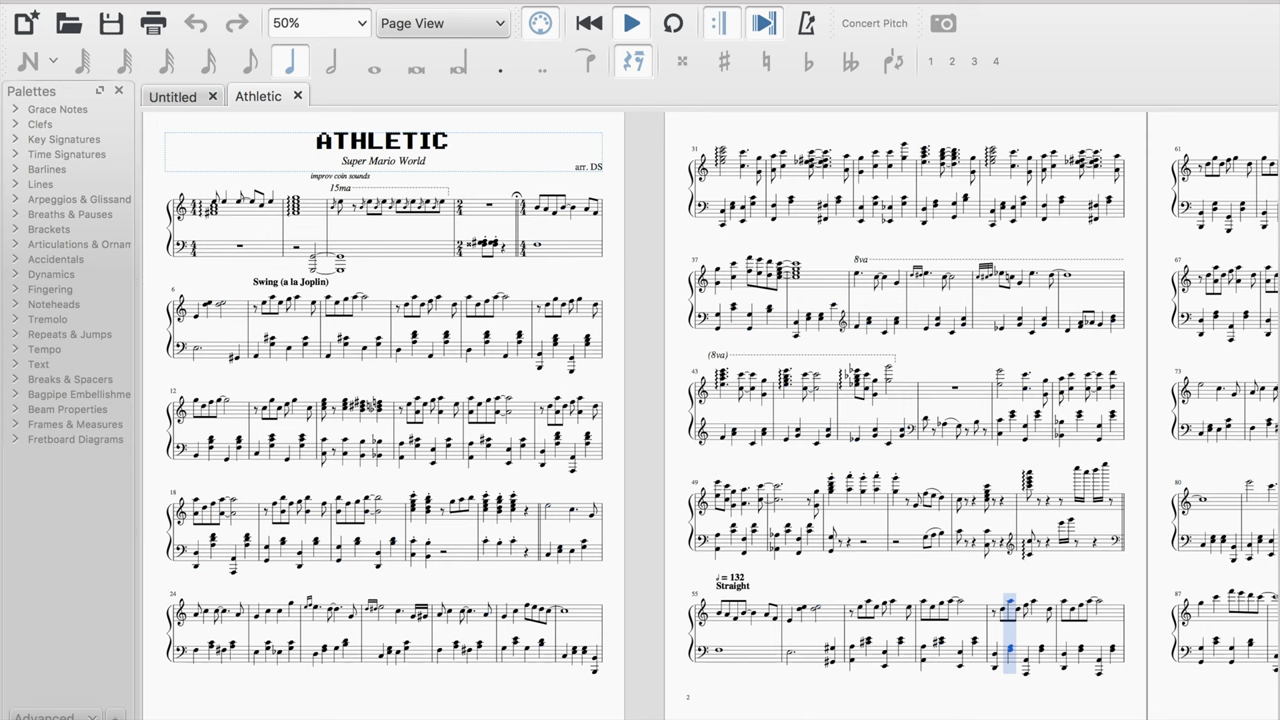 50%
Page View
Concert Pitch
1 2 3 4
Palettes
Untitled
Athletic
Grace Notes
Clefs
Key Signatures
Time Signatures
Barlines
Lines
Arpeggios & Glissand
Breaths & Pauses
Brackets
Articulations & Ornan
Accidentals
Dynamics
Fingering
Noteheads
Tremolo
Repeats & Jumps
Tempo
Text
Breaks & Spacers
Bagpipe Embellishme
Beam Properties
Frames & Measures
Fretboard Diagrams
Advanced
ATHLETIC
Super Mario World
arr. DS
improv coin sounds
15ma
Swing (a la Joplin)
6
12
18
24
31
37
8va
43
(8va)
49
♩ = 132
Straight
55
2
61
67
73
80
87